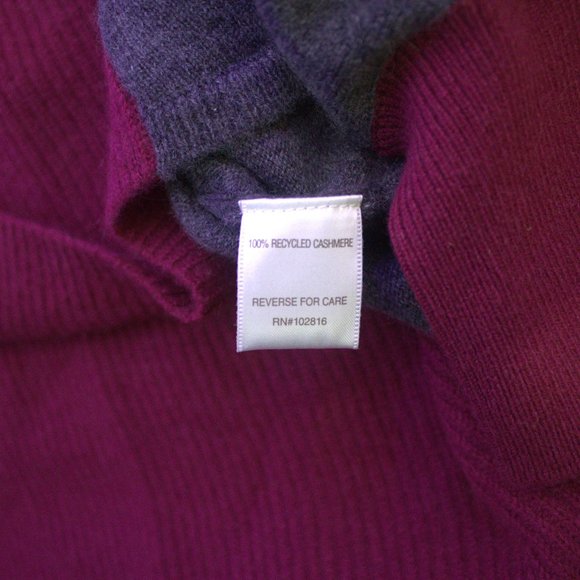 100% RECYCLED CASHMERE
REVERSE FOR CARE
RN#102816